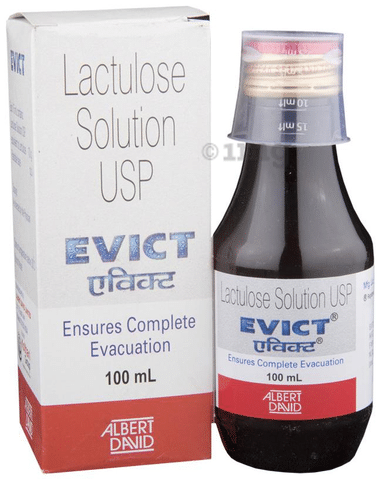 EVICT
Lactulose
Solution
USP
EVICT
एविक्ट
Ensures Complete
Evacuation
100 mL
ALBERT
DAVID
10 ml
15 ml
Lactulose Solution USP
EVICT®
एविक्ट®
Ensures Complete Evacuation
100 mL
ALBERT
DAVID